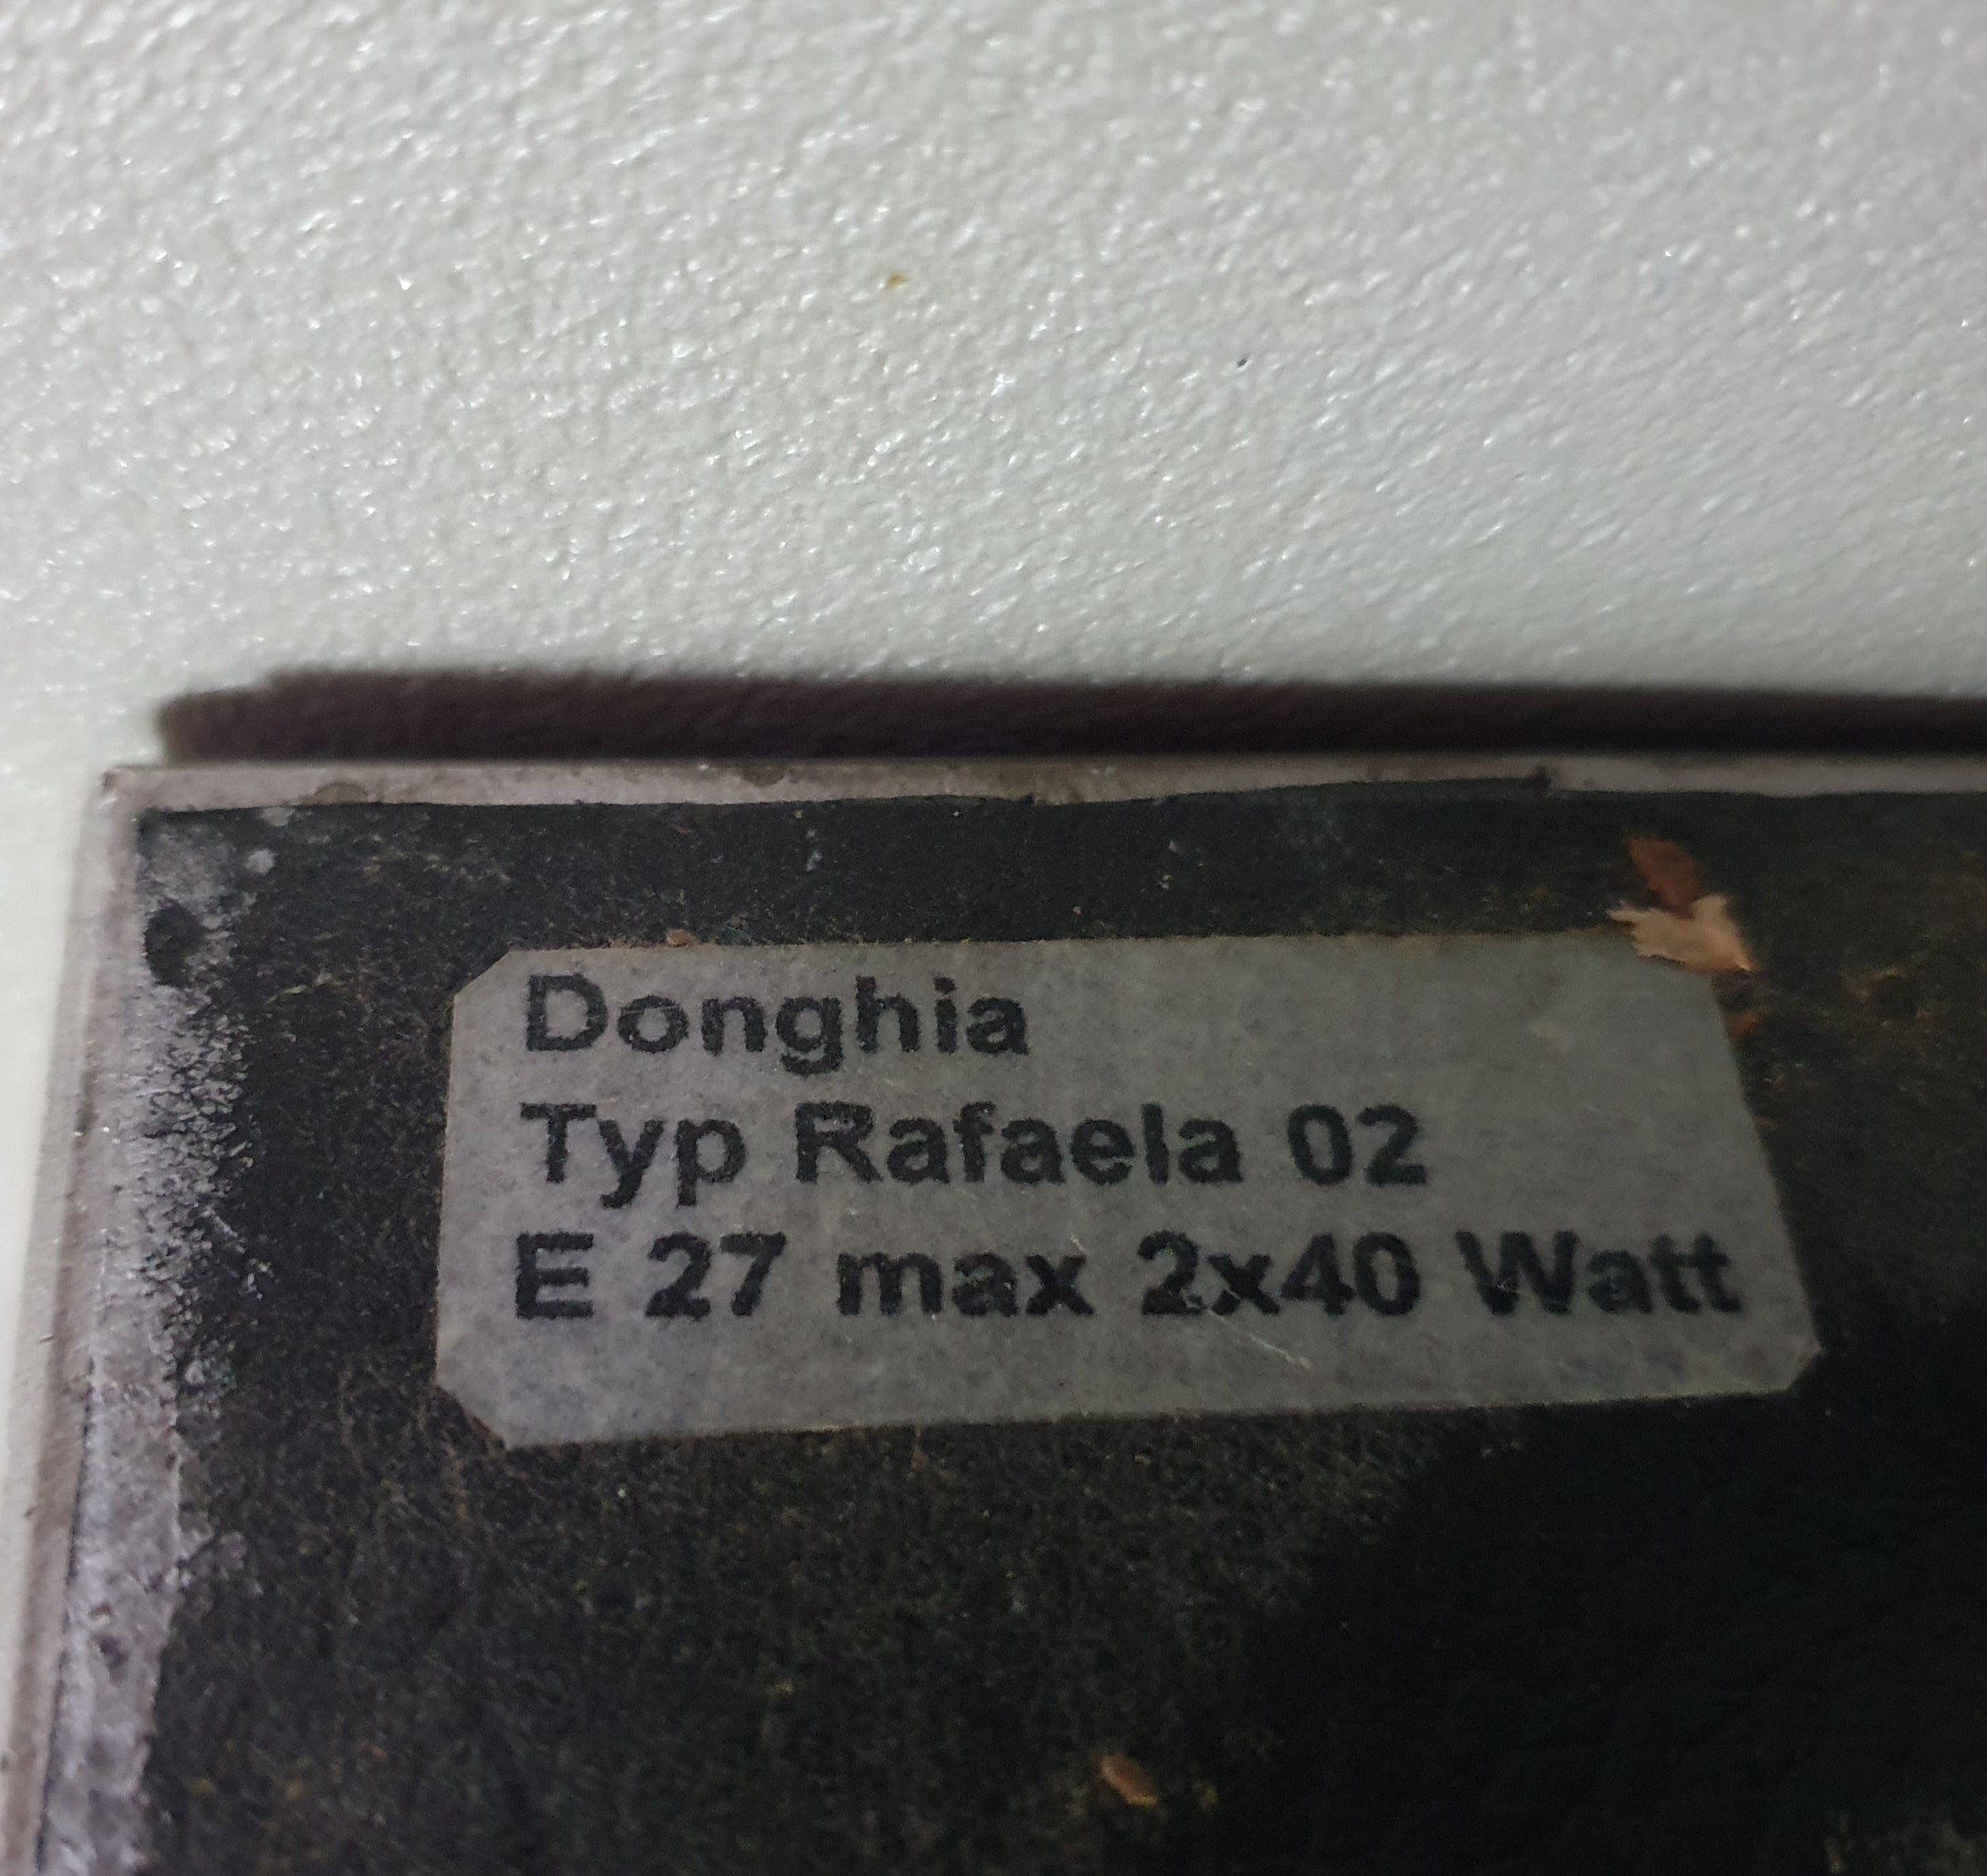 Donghia
Typ Rafaela 02
E 27 max 2x40 Watt